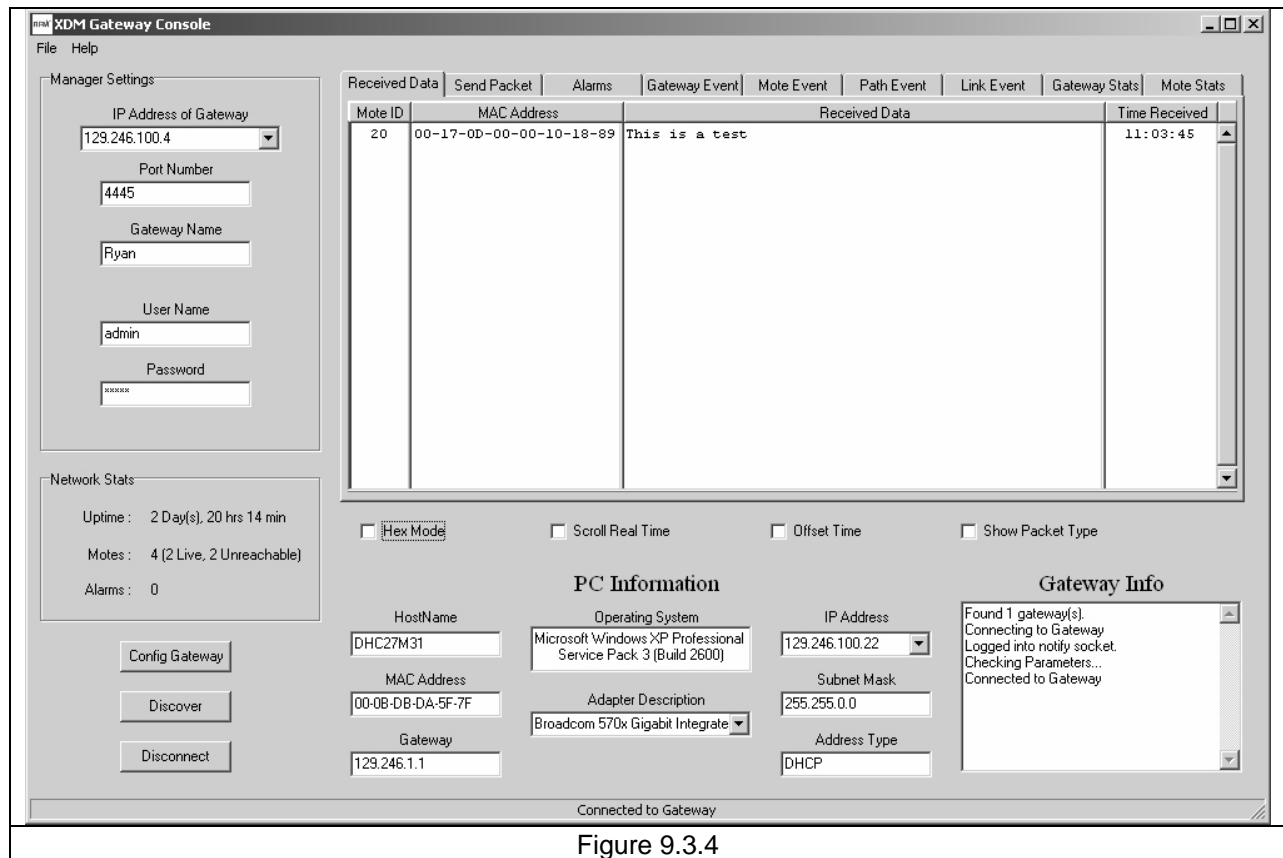 XDM Gateway Console
File Help
Manager Settings
IP Address of Gateway
129.246.100.4
Port Number
4445
Gateway Name
Ryan
User Name
admin
Password
xxxxx
Network Stats
Uptime : 2 Day(s), 20 hrs 14 min
Motes : 4 (2 Live, 2 Unreachable)
Alarms : 0
Config Gateway
Discover
Disconnect
Received Data Send Packet Alarms Gateway Event Mote Event Path Event Link Event Gateway Stats Mote Stats
Mote ID MAC Address Received Data Time Received
20 00-17-0D-00-00-10-18-89 This is a test 11:03:45
Hex Mode Scroll Real Time Offset Time Show Packet Type
PC Information
HostName
DHC27M31
MAC Address
00-0B-DB-DA-5F-7F
Gateway
129.246.1.1
Operating System
Microsoft Windows XP Professional
Service Pack 3 (Build 2600)
Adapter Description
Broadcom 570x Gigabit Integrate
IP Address
129.246.100.22
Subnet Mask
255.255.0.0
Address Type
DHCP
Gateway Info
Found 1 gateway(s).
Connecting to Gateway
Logged into notify socket.
Checking Parameters...
Connected to Gateway
Connected to Gateway
Figure 9.3.4